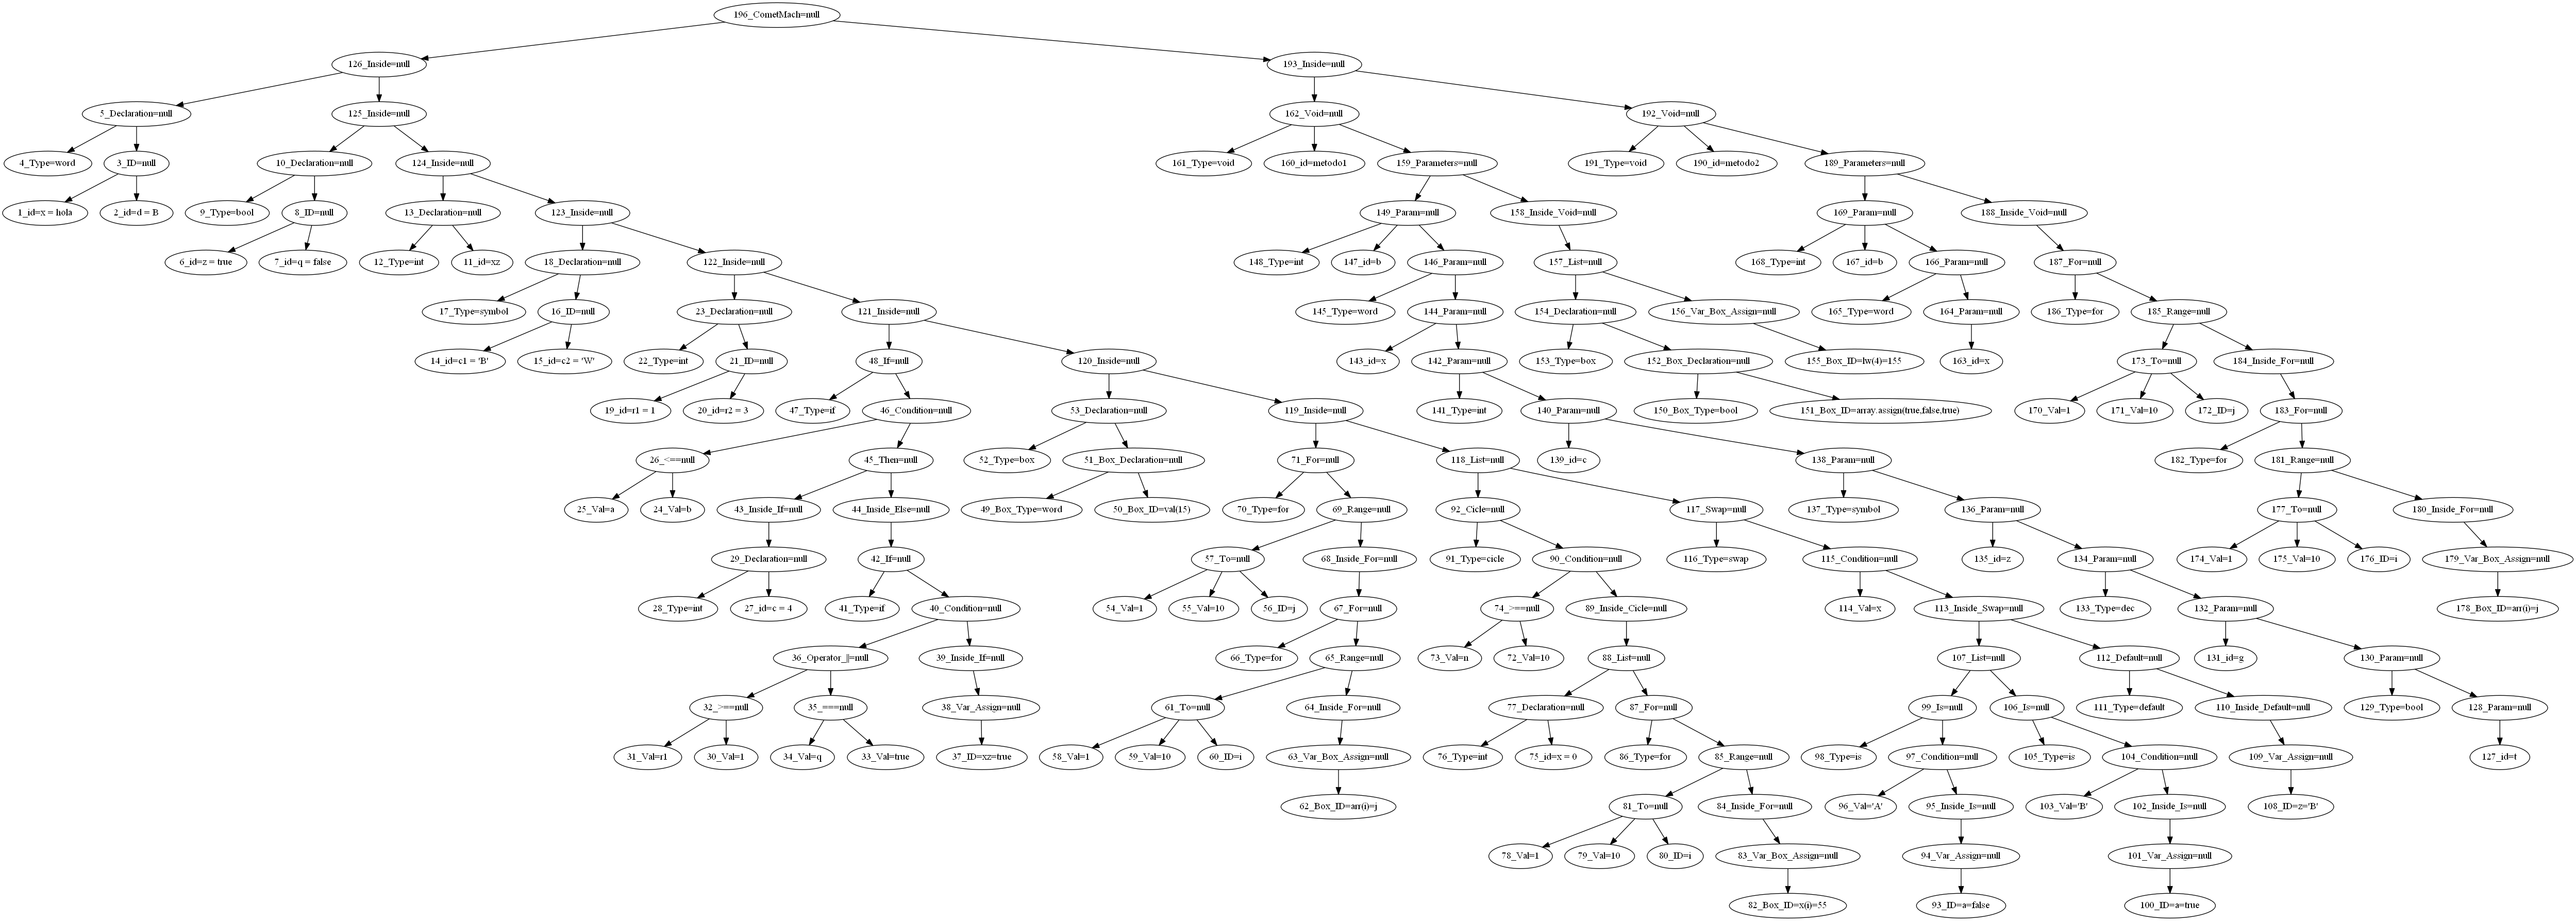 196_CometMach=null
126_Inside=null
193_Inside=null
5_Declaration=null
125_Inside=null
162_Void=null
192_Void=null
4_Type=word
3_ID=null
10_Declaration=null
124_Inside=null
161_Type=void
160_id=metodo1
159_Parameters=null
191_Type=void
190_id=metodo2
189_Parameters=null
1_id=x = hola
2_id=d = B
9_Type=bool
8_ID=null
13_Declaration=null
123_Inside=null
149_Param=null
158_Inside_Void=null
169_Param=null
188_Inside_Void=null
6_id=z = true
7_id=q = false
12_Type=int
11_id=xz
18_Declaration=null
122_Inside=null
148_Type=int
147_id=b
146_Param=null
157_List=null
168_Type=int
167_id=b
166_Param=null
187_For=null
17_Type=symbol
16_ID=null
23_Declaration=null
121_Inside=null
145_Type=word
144_Param=null
154_Declaration=null
156_Var_Box_Assign=null
165_Type=word
164_Param=null
186_Type=for
185_Range=null
14_id=c1 = 'B'
15_id=c2 = 'W'
22_Type=int
21_ID=null
48_If=null
120_Inside=null
143_id=x
142_Param=null
153_Type=box
152_Box_Declaration=null
155_Box_ID=lw(4)=155
163_id=x
173_To=null
184_Inside_For=null
19_id=r1 = 1
20_id=r2 = 3
47_Type=if
46_Condition=null
53_Declaration=null
119_Inside=null
141_Type=int
140_Param=null
150_Box_Type=bool
151_Box_ID=array.assign(true,false,true)
170_Val=1
171_Val=10
172_ID=j
183_For=null
26_<==null
45_Then=null
52_Type=box
51_Box_Declaration=null
71_For=null
118_List=null
139_id=c
138_Param=null
182_Type=for
181_Range=null
25_Val=a
24_Val=b
43_Inside_If=null
44_Inside_Else=null
49_Box_Type=word
50_Box_ID=val(15)
70_Type=for
69_Range=null
92_Cicle=null
117_Swap=null
137_Type=symbol
136_Param=null
177_To=null
180_Inside_For=null
29_Declaration=null
42_If=null
57_To=null
68_Inside_For=null
91_Type=cicle
90_Condition=null
116_Type=swap
115_Condition=null
135_id=z
134_Param=null
174_Val=1
175_Val=10
176_ID=i
179_Var_Box_Assign=null
28_Type=int
27_id=c = 4
41_Type=if
40_Condition=null
54_Val=1
55_Val=10
56_ID=j
67_For=null
74_>==null
89_Inside_Cicle=null
114_Val=x
113_Inside_Swap=null
133_Type=dec
132_Param=null
178_Box_ID=arr(i)=j
36_Operator_||=null
39_Inside_If=null
66_Type=for
65_Range=null
73_Val=n
72_Val=10
88_List=null
107_List=null
112_Default=null
131_id=g
130_Param=null
32_>==null
35_===null
38_Var_Assign=null
61_To=null
64_Inside_For=null
77_Declaration=null
87_For=null
99_Is=null
106_Is=null
111_Type=default
110_Inside_Default=null
129_Type=bool
128_Param=null
31_Val=r1
30_Val=1
34_Val=q
33_Val=true
37_ID=xz=true
58_Val=1
59_Val=10
60_ID=i
63_Var_Box_Assign=null
76_Type=int
75_id=x = 0
86_Type=for
85_Range=null
98_Type=is
97_Condition=null
105_Type=is
104_Condition=null
109_Var_Assign=null
127_id=t
62_Box_ID=arr(i)=j
81_To=null
84_Inside_For=null
96_Val='A'
95_Inside_Is=null
103_Val='B'
102_Inside_Is=null
108_ID=z='B'
78_Val=1
79_Val=10
80_ID=i
83_Var_Box_Assign=null
94_Var_Assign=null
101_Var_Assign=null
82_Box_ID=x(i)=55
93_ID=a=false
100_ID=a=true